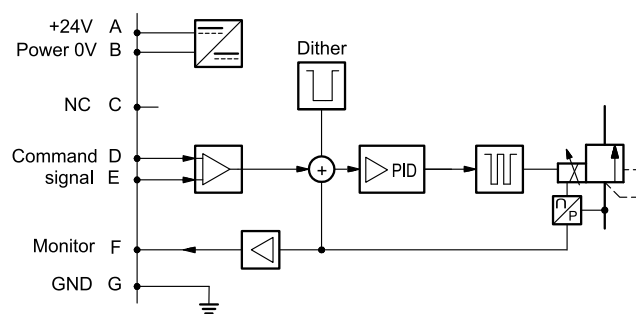 +24V A
Power 0V B
Dither
NC C
Command D
signal E
+
PID
Monitor F
GND G
P